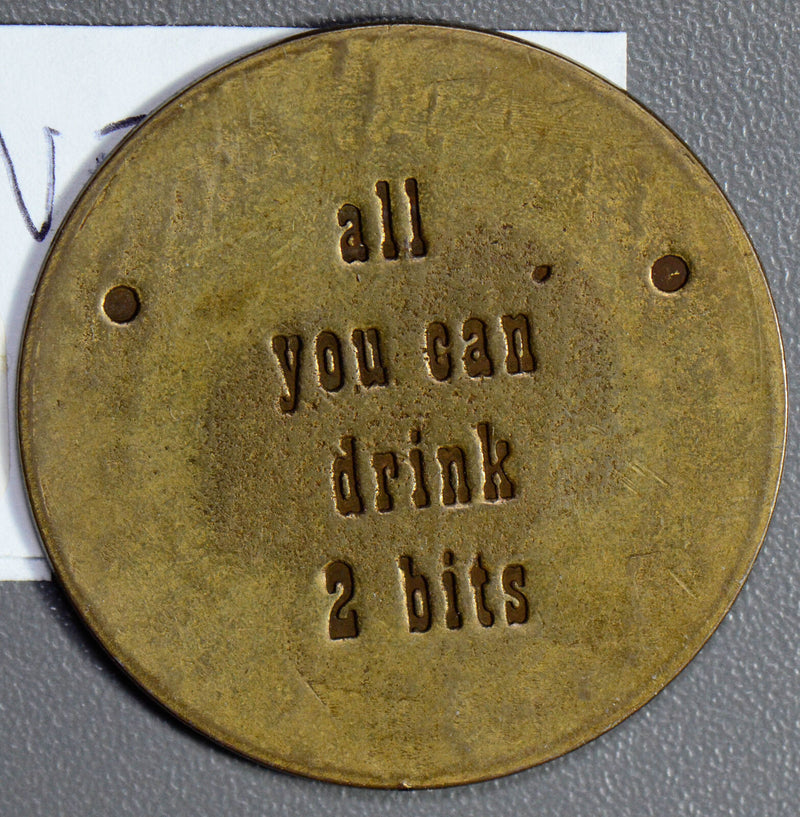 all
you can
drink
2 bits